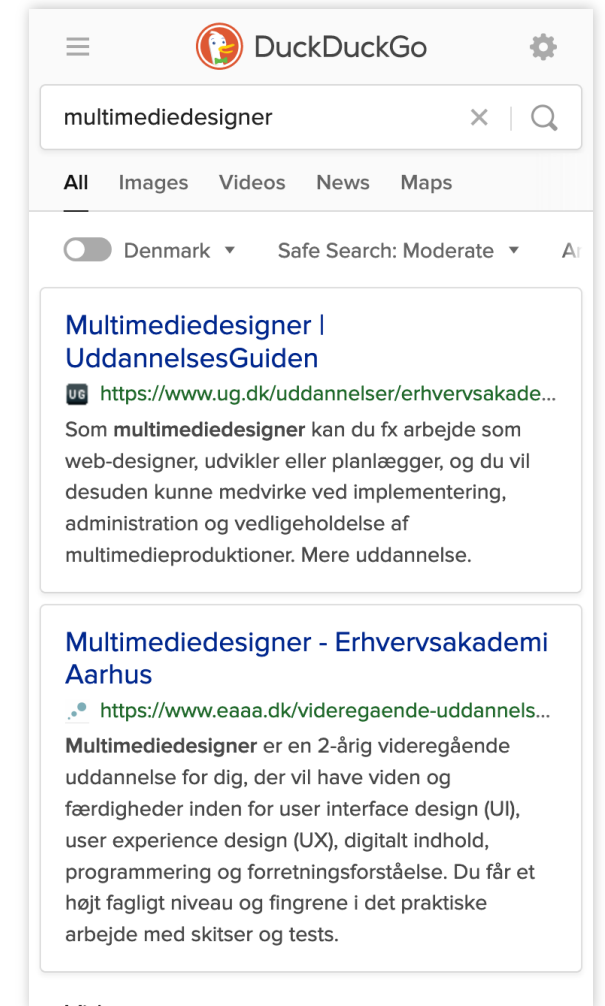 DuckDuckGo
multimediedesigner
All Images Videos News Maps
Denmark Safe Search: Moderate
Multimediedesigner |
UddannelsesGuiden
UG https://www.ug.dk/uddannelser/erhvervsakade...
Som multimediedesigner kan du fx arbejde som
web-designer, udvikler eller planlægger, og du vil
desuden kunne medvirke ved implementering,
administration og vedligeholdelse af
multimedieproduktioner. Mere uddannelse.
Multimediedesigner - Erhvervsakademi
Aarhus
https://www.eaaa.dk/videregaende-uddannels...
Multimediedesigner er en 2-årig videregående
uddannelse for dig, der vil have viden og
færdigheder inden for user interface design (UI),
user experience design (UX), digitalt indhold,
programmering og forretningsforståelse. Du får et
højt fagligt niveau og fingrene i det praktiske
arbejde med skitser og tests.